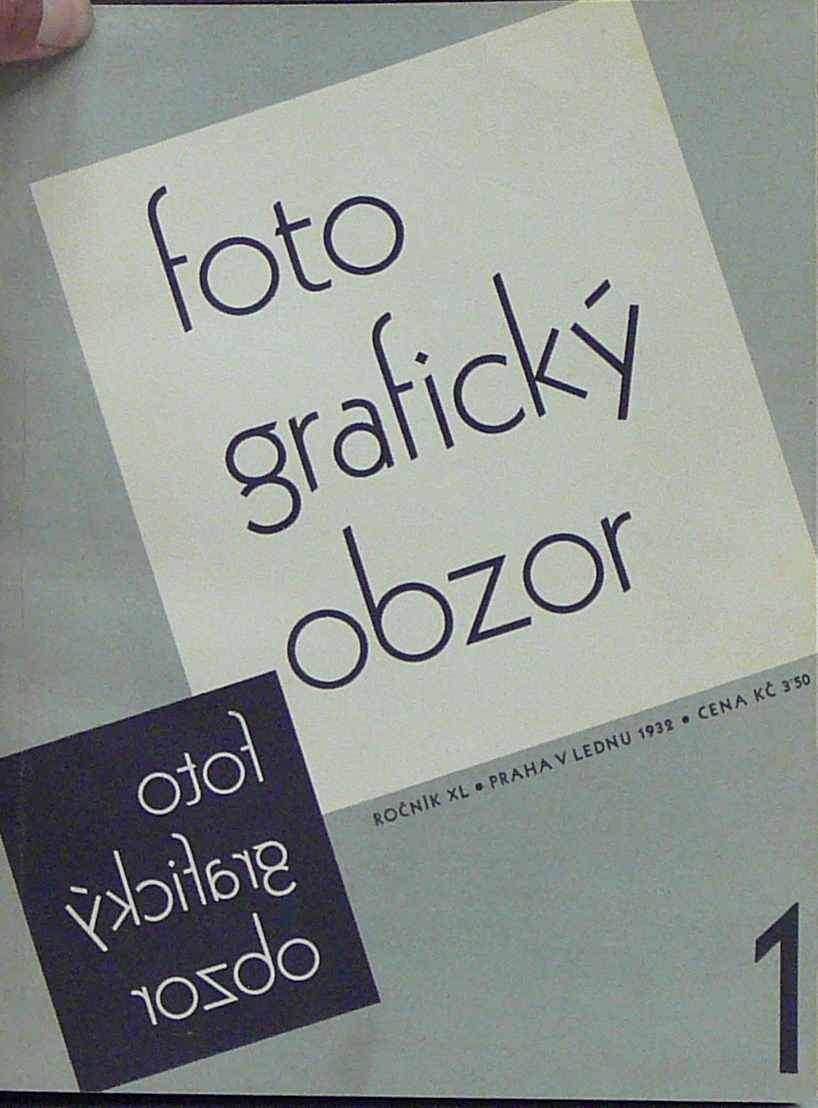 foto
grafický
obzor
ROČNÍK XL • PRAHA V LEDNU 1932 • CENA KČ 3·50
foto
grafický
obzor
1